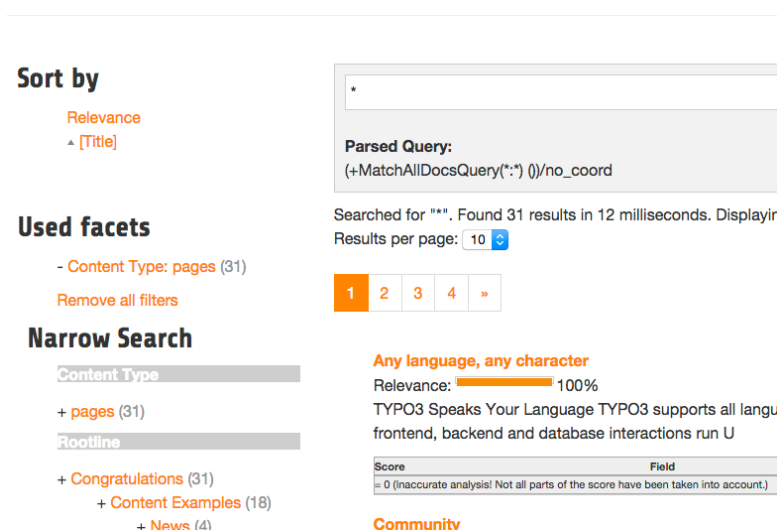 Sort by
Relevance
▲ [Title]
Used facets
- Content Type: pages (31)
Remove all filters
Narrow Search
Content Type
+ pages (31)
Rootline
+ Congratulations (31)
+ Content Examples (18)
+ News (4)
*
Parsed Query:
(+MatchAllDocsQuery(*:*) ())/no_coord
Searched for "*". Found 31 results in 12 milliseconds. Displayin
Results per page: 10
1 2 3 4 »
Any language, any character
Relevance: 100%
TYPO3 Speaks Your Language TYPO3 supports all langu
frontend, backend and database interactions run U
Score Field
= 0 (Inaccurate analysis! Not all parts of the score have been taken into account.)
Community